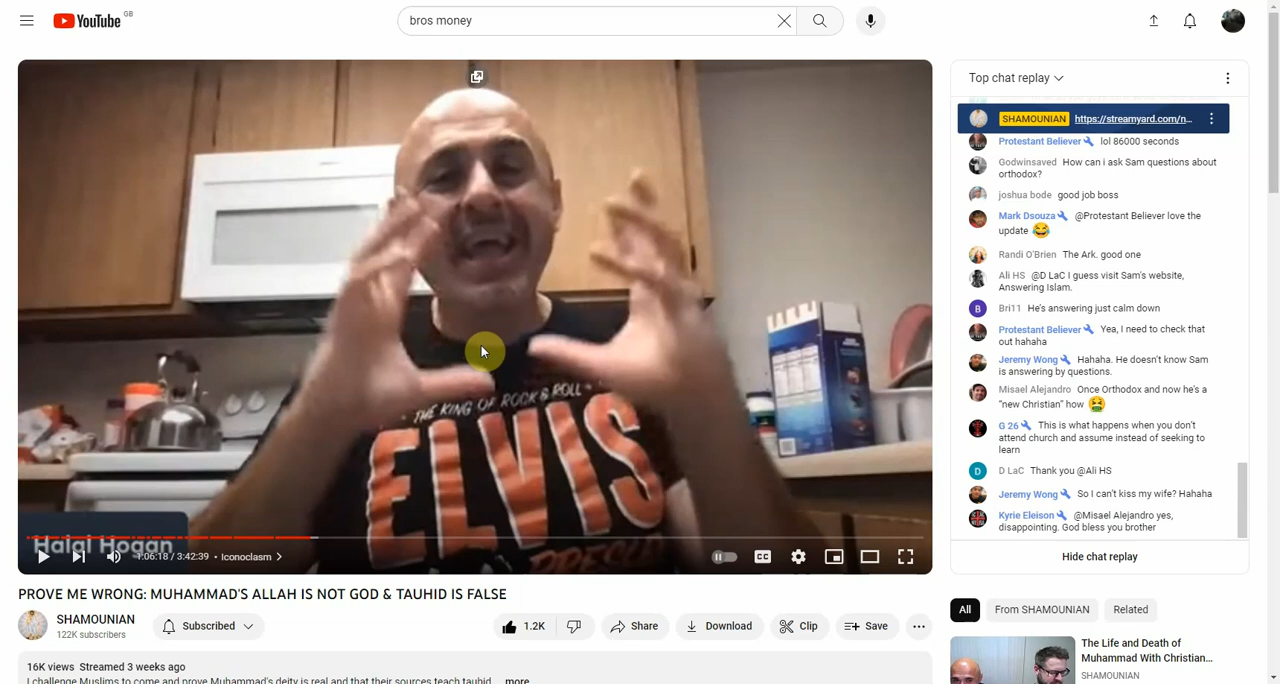 YouTube GB
bros money
THE KING OF ROCK & ROLL
ELVIS
Halal Hogan
1:06:18 / 3:42:39 • Iconoclasm >
CC
PROVE ME WRONG: MUHAMMAD'S ALLAH IS NOT GOD & TAUHID IS FALSE
SHAMOUNIAN
122K subscribers
Subscribed
1.2K
Share
Download
Clip
Save
16K views Streamed 3 weeks ago
I challenge Muslims to come and prove Muhammad's deity is real and that their sources teach tauhid. ...more
Top chat replay
SHAMOUNIAN https://streamyard.com/n...
Protestant Believer lol 86000 seconds
Godwinsaved How can i ask Sam questions about
orthodox?
joshua bode good job boss
Mark Dsouza @Protestant Believer love the
update 😂
Randi O'Brien The Ark. good one
Ali HS @D LaC I guess visit Sam's website,
Answering Islam.
B Bri11 He's answering just calm down
Protestant Believer Yea, I need to check that
out hahaha
Jeremy Wong Hahaha. He doesn't know Sam
is answering by questions.
Misael Alejandro Once Orthodox and now he's a
"new Christian" how 🤮
G 26 This is what happens when you don't
attend church and assume instead of seeking to
learn
D D LaC Thank you @Ali HS
Jeremy Wong So I can't kiss my wife? Hahaha
Kyrie Eleison @Misael Alejandro yes,
disappointing. God bless you brother
Hide chat replay
All
From SHAMOUNIAN
Related
The Life and Death of
Muhammad With Christian...
SHAMOUNIAN